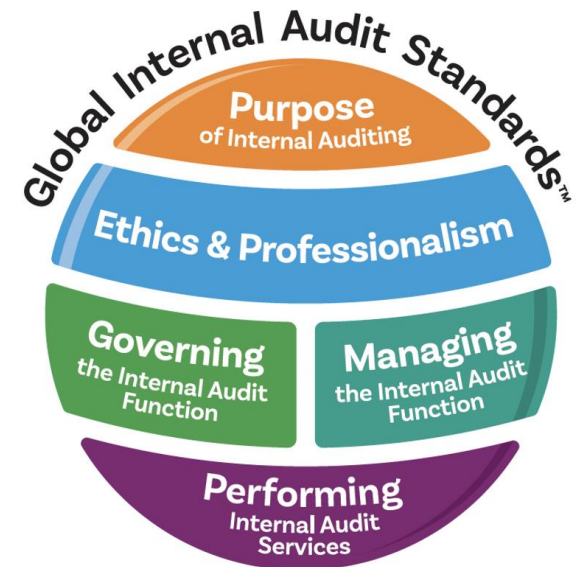 Global Internal Audit Standards™
Purpose
of Internal Auditing
Ethics & Professionalism
Governing
the Internal Audit
Function
Managing
the Internal Audit
Function
Performing
Internal Audit
Services